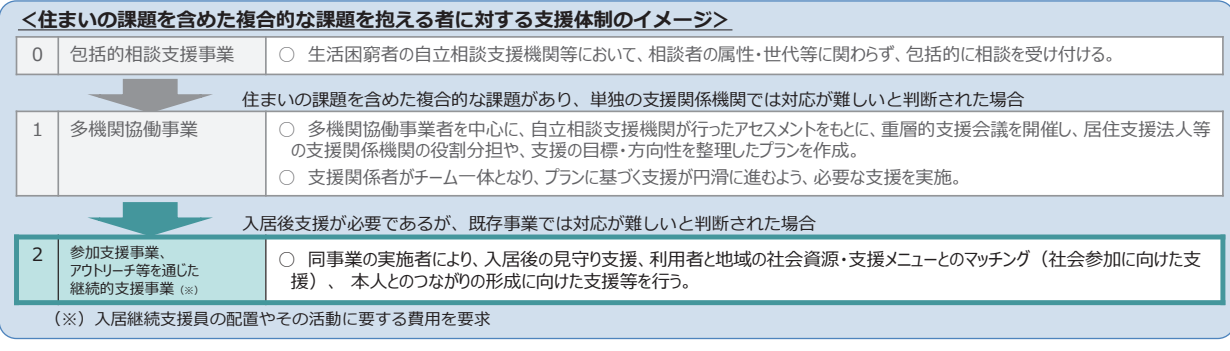 ＜住まいの課題を含めた複合的な課題を抱える者に対する支援体制のイメージ＞
0 包括的相談支援事業 ○ 生活困窮者の自立相談支援機関等において、相談者の属性・世代等に関わらず、包括的に相談を受け付ける。
住まいの課題を含めた複合的な課題があり、単独の支援関係機関では対応が難しいと判断された場合
1 多機関協働事業 ○ 多機関協働事業者を中心に、自立相談支援機関が行ったアセスメントをもとに、重層的支援会議を開催し、居住支援法人等
の支援関係機関の役割分担や、支援の目標・方向性を整理したプランを作成。
○ 支援関係者がチーム一体となり、プランに基づく支援が円滑に進むよう、必要な支援を実施。
入居後支援が必要であるが、既存事業では対応が難しいと判断された場合
2 参加支援事業、
アウトリーチ等を通じた
継続的支援事業（※）
○ 同事業の実施者により、入居後の見守り支援、利用者と地域の社会資源・支援メニューとのマッチング（社会参加に向けた支
援）、 本人とのつながりの形成に向けた支援等を行う。
（※）入居継続支援員の配置やその活動に要する費用を要求